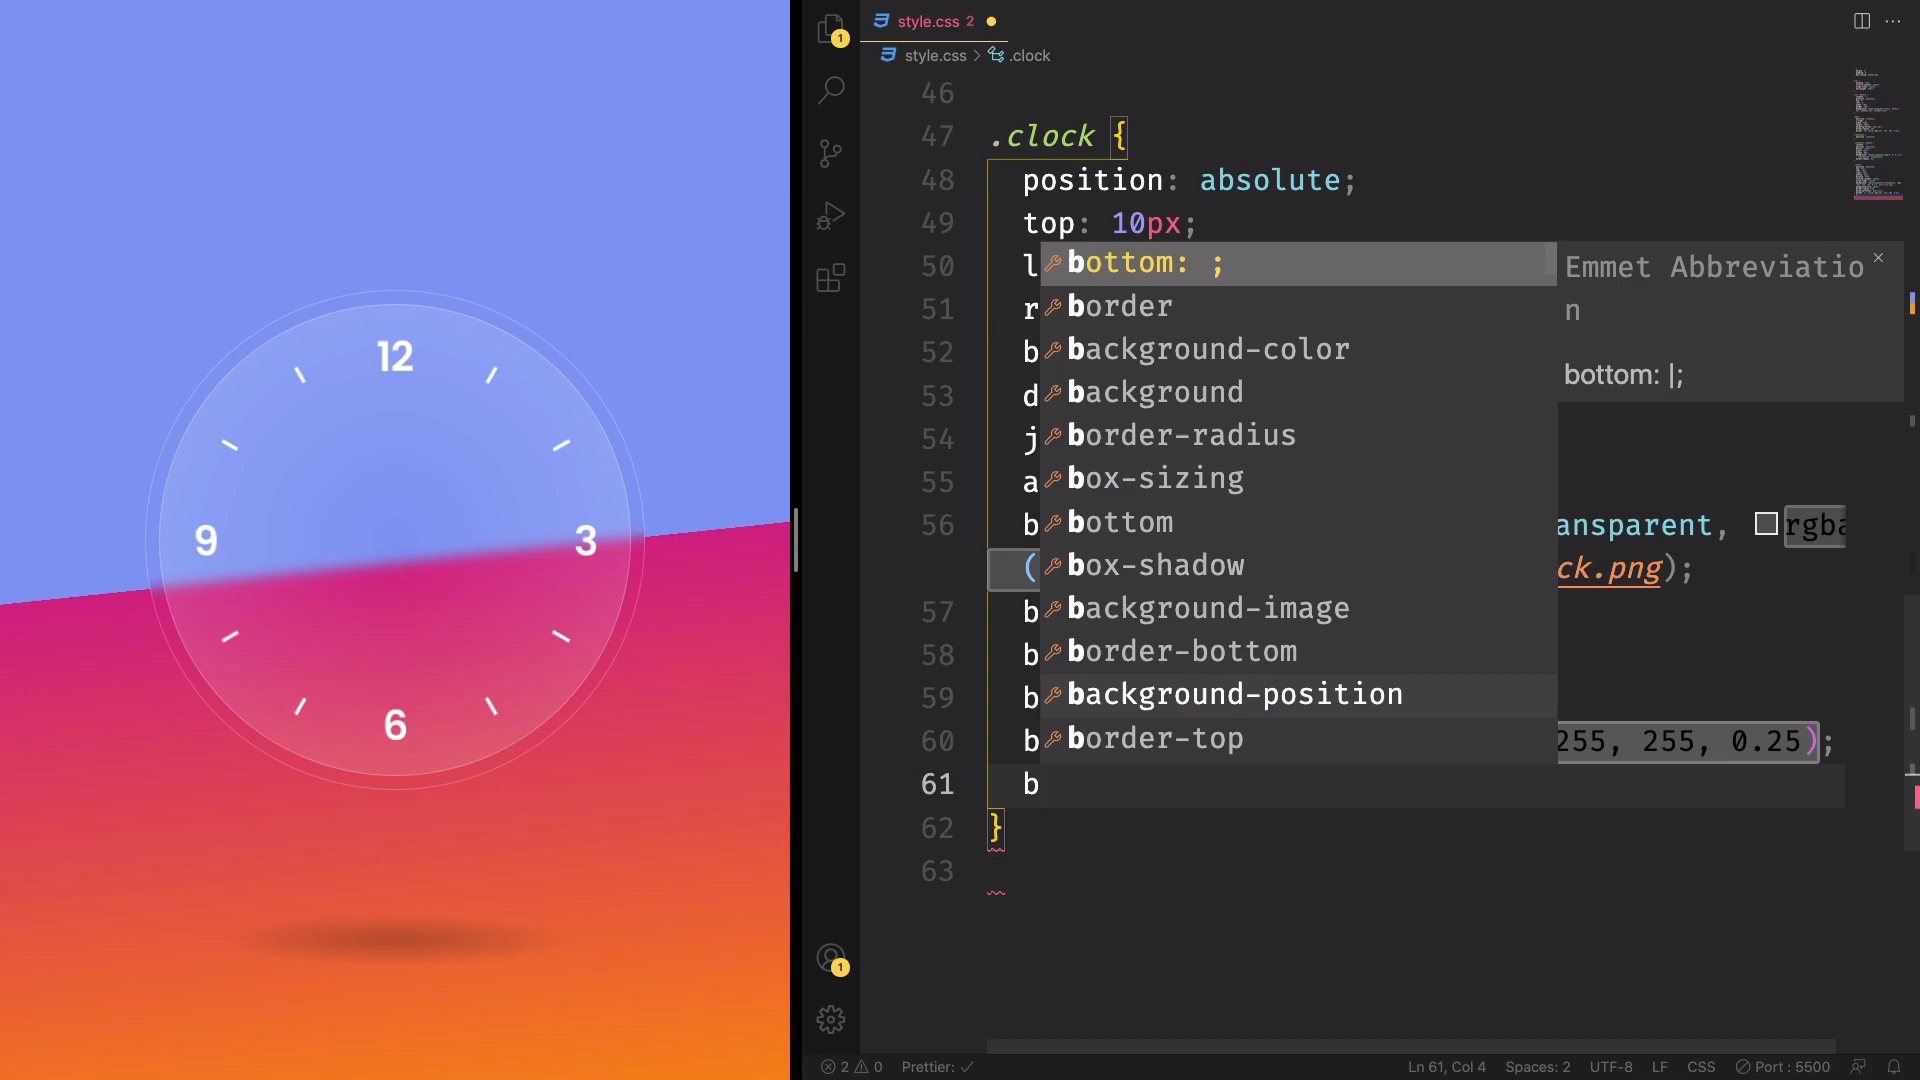 12
9
3
6
1
1
style.css 2
style.css > .clock
46
47 .clock {
48 position: absolute;
49 top: 10px;
50 l
51 r
52 b
53 d
54 j
55 a
56 b ansparent, rgba
( ck.png);
57 b
58 b
59 b
60 b 255, 255, 0.25);
61 b
62 }
63
bottom: ;
border
background-color
background
border-radius
box-sizing
bottom
box-shadow
background-image
border-bottom
background-position
border-top
Emmet Abbreviatio
n
bottom: |;
2 0 Prettier: ✓
Ln 61, Col 4 Spaces: 2 UTF-8 LF CSS Port : 5500